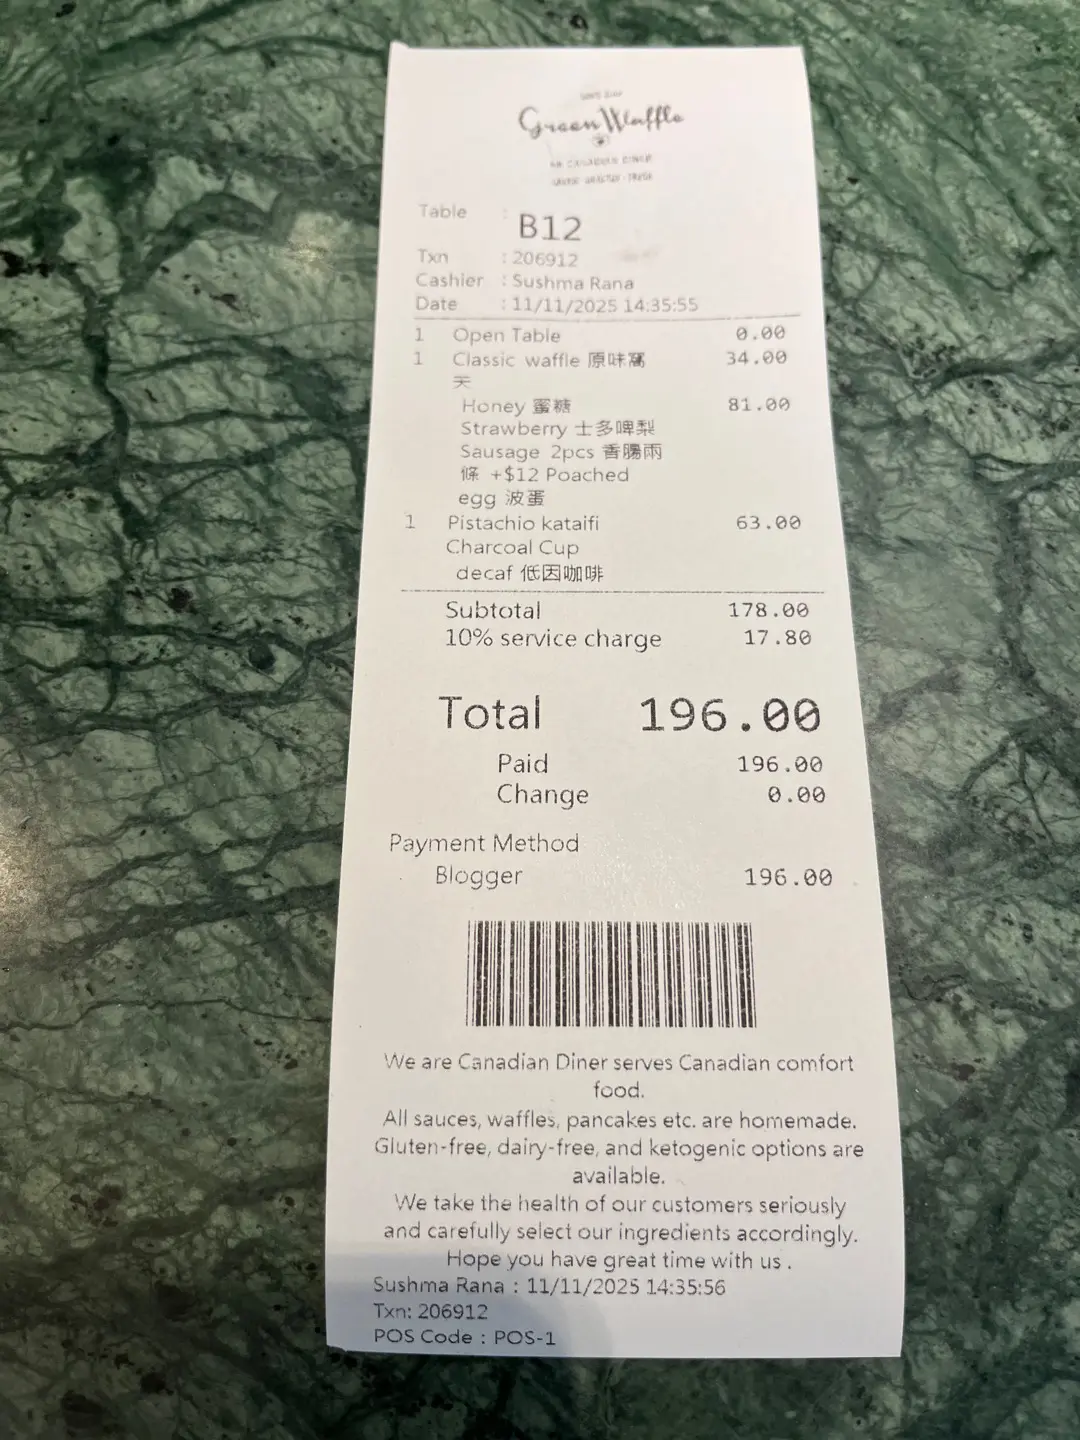 Green Waffle
Table :
B12
Txn : 206912
Cashier : Sushma Rana
Date : 11/11/2025 14:35:55
1 Open Table 0.00
1 Classic waffle 原味窩 34.00
夫
Honey 蜜糖 81.00
Strawberry 士多啤梨
Sausage 2pcs 香腸兩
條 +$12 Poached
egg 波蛋
1 Pistachio kataifi 63.00
Charcoal Cup
decaf 低因咖啡
Subtotal 178.00
10% service charge 17.80
Total 196.00
Paid 196.00
Change 0.00
Payment Method
Blogger 196.00
We are Canadian Diner serves Canadian comfort
food.
All sauces, waffles, pancakes etc. are homemade.
Gluten-free, dairy-free, and ketogenic options are
available.
We take the health of our customers seriously
and carefully select our ingredients accordingly.
Hope you have great time with us .
Sushma Rana : 11/11/2025 14:35:56
Txn: 206912
POS Code : POS-1